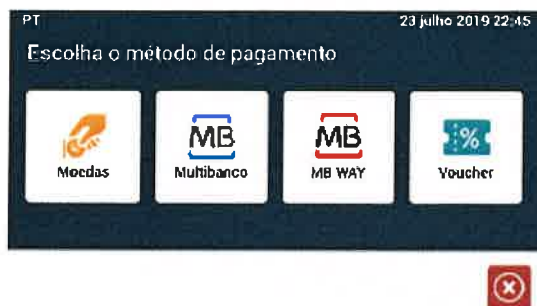 PT 23 julho 2019 22:45
Escolha o método de pagamento
MB MB %
Moedas Multibanco MB WAY Voucher